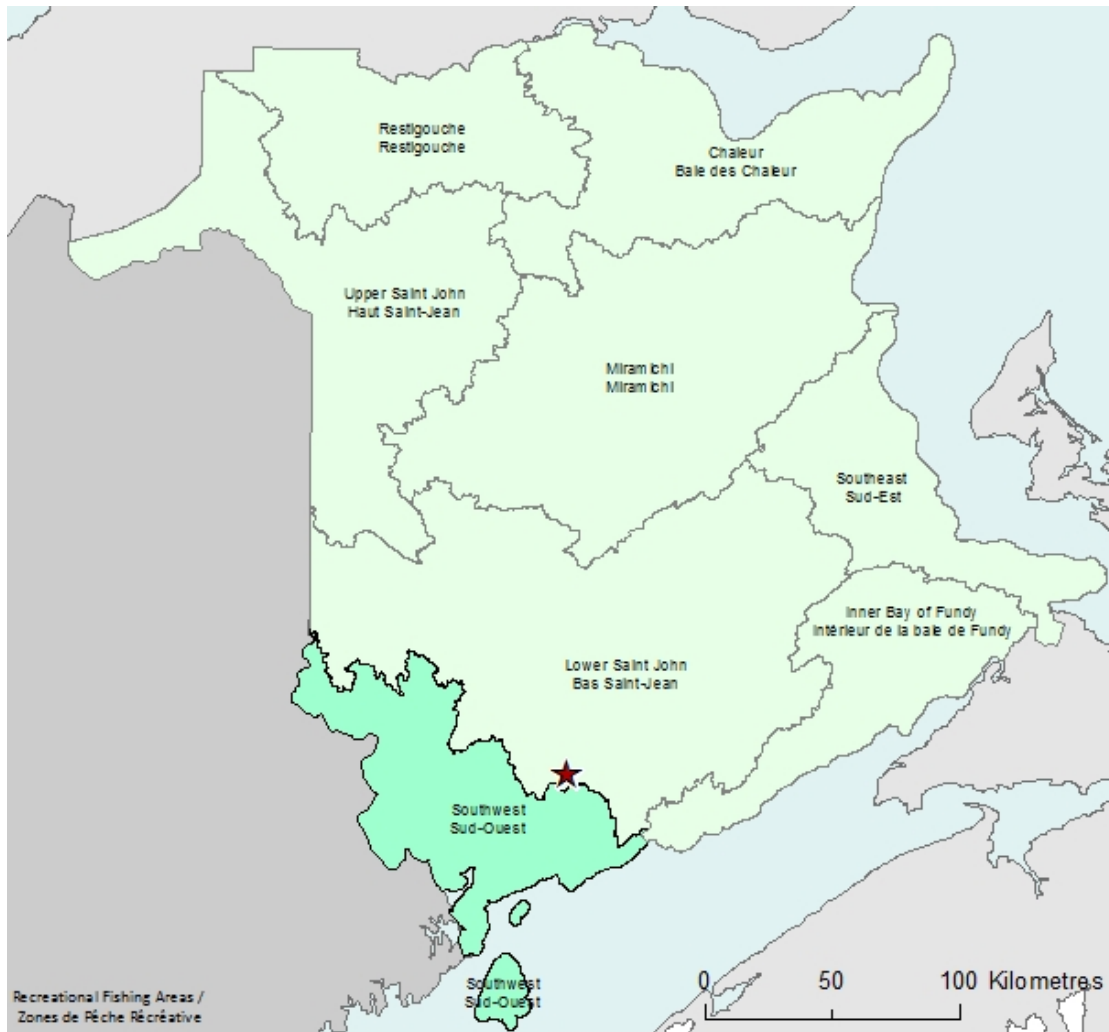 Restigouche
Restigouche
Chaleur
Baie des Chaleur
Upper Saint John
Haut Saint-Jean
Miramichi
Miramichi
Southeast
Sud-Est
Inner Bay of Fundy
Intérieur de la baie de Fundy
Lower Saint John
Bas Saint-Jean
Southwest
Sud-Ouest
Southwest
Sud-Ouest
0 50 100 Kilometres
Recreational Fishing Areas /
Zones de Pêche Récréative